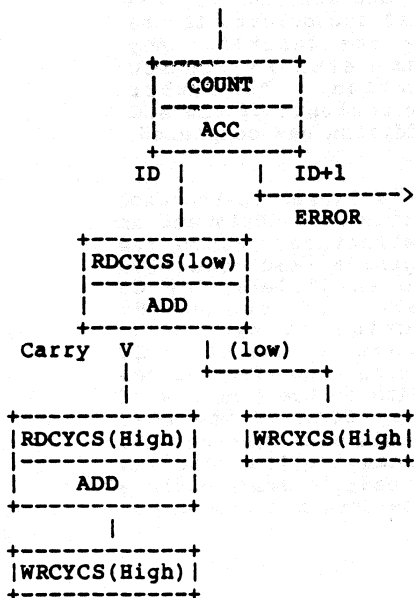 COUNT
ACC
ID ID+1
ERROR
RDCYCS(low)
ADD
Carry V (low)
RDCYCS(High) WRCYCS(High
ADD
WRCYCS(High)